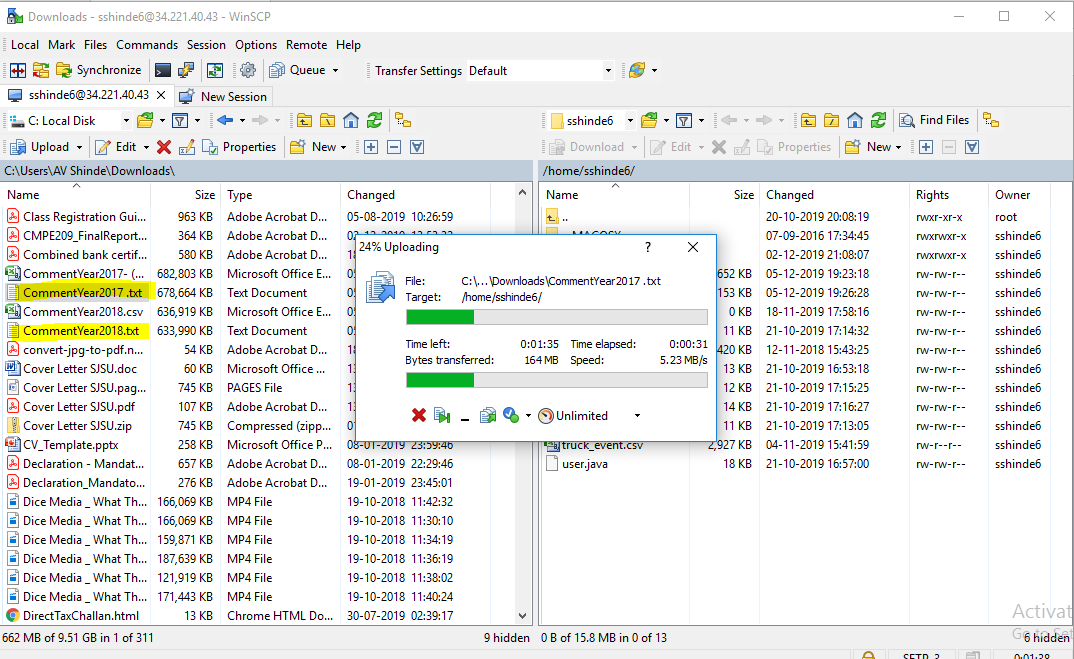 Downloads - sshinde6@34.221.40.43 - WinSCP
Local Mark Files Commands Session Options Remote Help
Synchronize Queue Transfer Settings Default
sshinde6@34.221.40.43 New Session
C: Local Disk sshinde6 Find Files
Upload Edit Properties New Download Edit Properties New
C:\Users\AV Shinde\Downloads\ /home/sshinde6/
Name Size Type Changed Name Size Changed Rights Owner
Class Registration Gui... 963 KB Adobe Acrobat D... 05-08-2019 10:26:59 .. 20-10-2019 20:08:19 rwxr-xr-x root
CMPE209_FinalReport... 364 KB Adobe Acrobat D... 07-09-2016 17:34:45 rwxrwxr-x sshinde6
Combined bank certif... 580 KB Adobe Acrobat D... 02-12-2019 21:08:07 rwxrwxr-x sshinde6
CommentYear2017- (... 682,803 KB Microsoft Office E... 652 KB 05-12-2019 19:23:18 rw-rw-r-- sshinde6
CommentYear2017 .txt 678,664 KB Text Document 153 KB 05-12-2019 19:26:28 rw-rw-r-- sshinde6
CommentYear2018.csv 636,919 KB Microsoft Office E... 0 KB 18-11-2019 17:58:16 rw-rw-r-- sshinde6
CommentYear2018.txt 633,990 KB Text Document 11 KB 21-10-2019 17:14:32 rw-rw-r-- sshinde6
convert-jpg-to-pdf.n... 54 KB Adobe Acrobat D... 420 KB 12-11-2018 15:43:25 rw-rw-r-- sshinde6
Cover Letter SJSU.doc 60 KB Microsoft Office ... 13 KB 21-10-2019 16:53:18 rw-rw-r-- sshinde6
Cover Letter SJSU.pag... 745 KB PAGES File 12 KB 21-10-2019 17:15:25 rw-rw-r-- sshinde6
Cover Letter SJSU.pdf 107 KB Adobe Acrobat D... 14 KB 21-10-2019 17:16:27 rw-rw-r-- sshinde6
Cover Letter SJSU.zip 745 KB Compressed (zipp... 11 KB 21-10-2019 17:13:05 rw-rw-r-- sshinde6
CV_Template.pptx 258 KB Microsoft Office P... 08-01-2019 23:59:46 truck_event.csv 2,927 KB 04-11-2019 15:41:59 rw-r--r-- sshinde6
Declaration - Mandat... 657 KB Adobe Acrobat D... 08-01-2019 22:29:46 user.java 18 KB 21-10-2019 16:57:00 rw-rw-r-- sshinde6
Declaration_Mandato... 276 KB Adobe Acrobat D... 19-01-2019 23:45:01
Dice Media _ What Th... 166,069 KB MP4 File 19-10-2018 11:42:32
Dice Media _ What Th... 166,069 KB MP4 File 19-10-2018 11:30:10
Dice Media _ What Th... 159,871 KB MP4 File 19-10-2018 11:34:19
Dice Media _ What Th... 187,639 KB MP4 File 19-10-2018 11:36:19
Dice Media _ What Th... 121,919 KB MP4 File 19-10-2018 11:38:02
Dice Media _ What Th... 171,443 KB MP4 File 19-10-2018 11:40:24
DirectTaxChallan.html 13 KB Chrome HTML Do... 30-07-2019 02:39:17
24% Uploading ?
File: C:\...\Downloads\CommentYear2017 .txt
Target: /home/sshinde6/
Time left: 0:01:35 Time elapsed: 0:00:31
Bytes transferred: 164 MB Speed: 5.23 MB/s
Unlimited
662 MB of 9.51 GB in 1 of 311 9 hidden 0 B of 15.8 MB in 0 of 13 6 hidden
Activat
Go to Set
SFTP-3 0:01:38